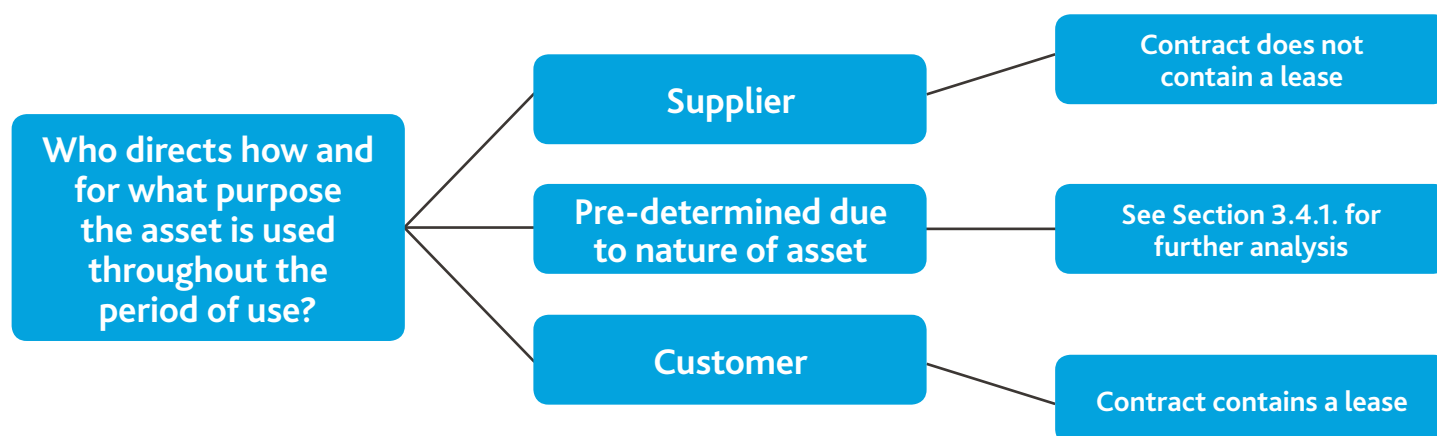 Who directs how and
for what purpose
the asset is used
throughout the
period of use?
Supplier
Contract does not
contain a lease
Pre-determined due
to nature of asset
See Section 3.4.1. for
further analysis
Customer
Contract contains a lease